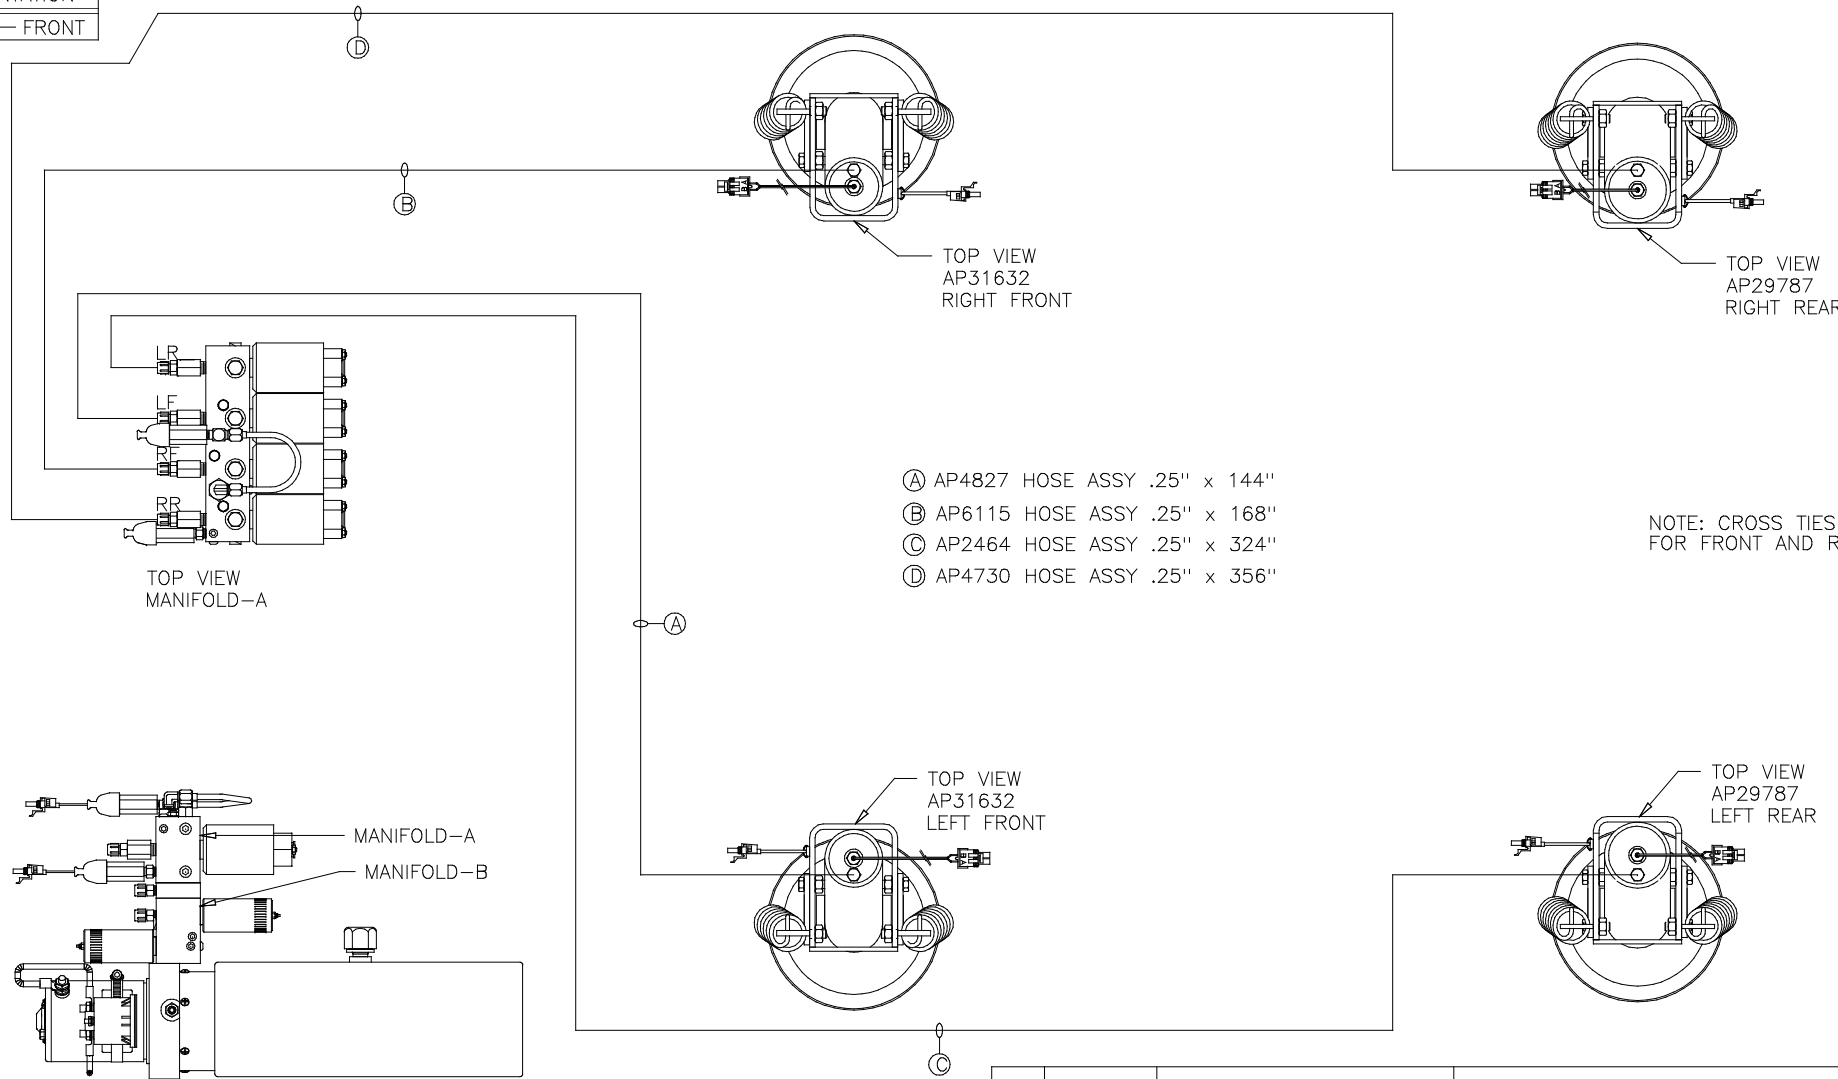 — FRONT
D
B
TOP VIEW
AP31632
RIGHT FRONT
TOP VIEW
AP29787
RIGHT REAR
LR
LF
RF
RR
TOP VIEW
MANIFOLD-A
A AP4827 HOSE ASSY .25" x 144"
B AP6115 HOSE ASSY .25" x 168"
C AP2464 HOSE ASSY .25" x 324"
D AP4730 HOSE ASSY .25" x 356"
NOTE: CROSS TIES
FOR FRONT AND R
A
TOP VIEW
AP31632
LEFT FRONT
TOP VIEW
AP29787
LEFT REAR
MANIFOLD-A
MANIFOLD-B
C